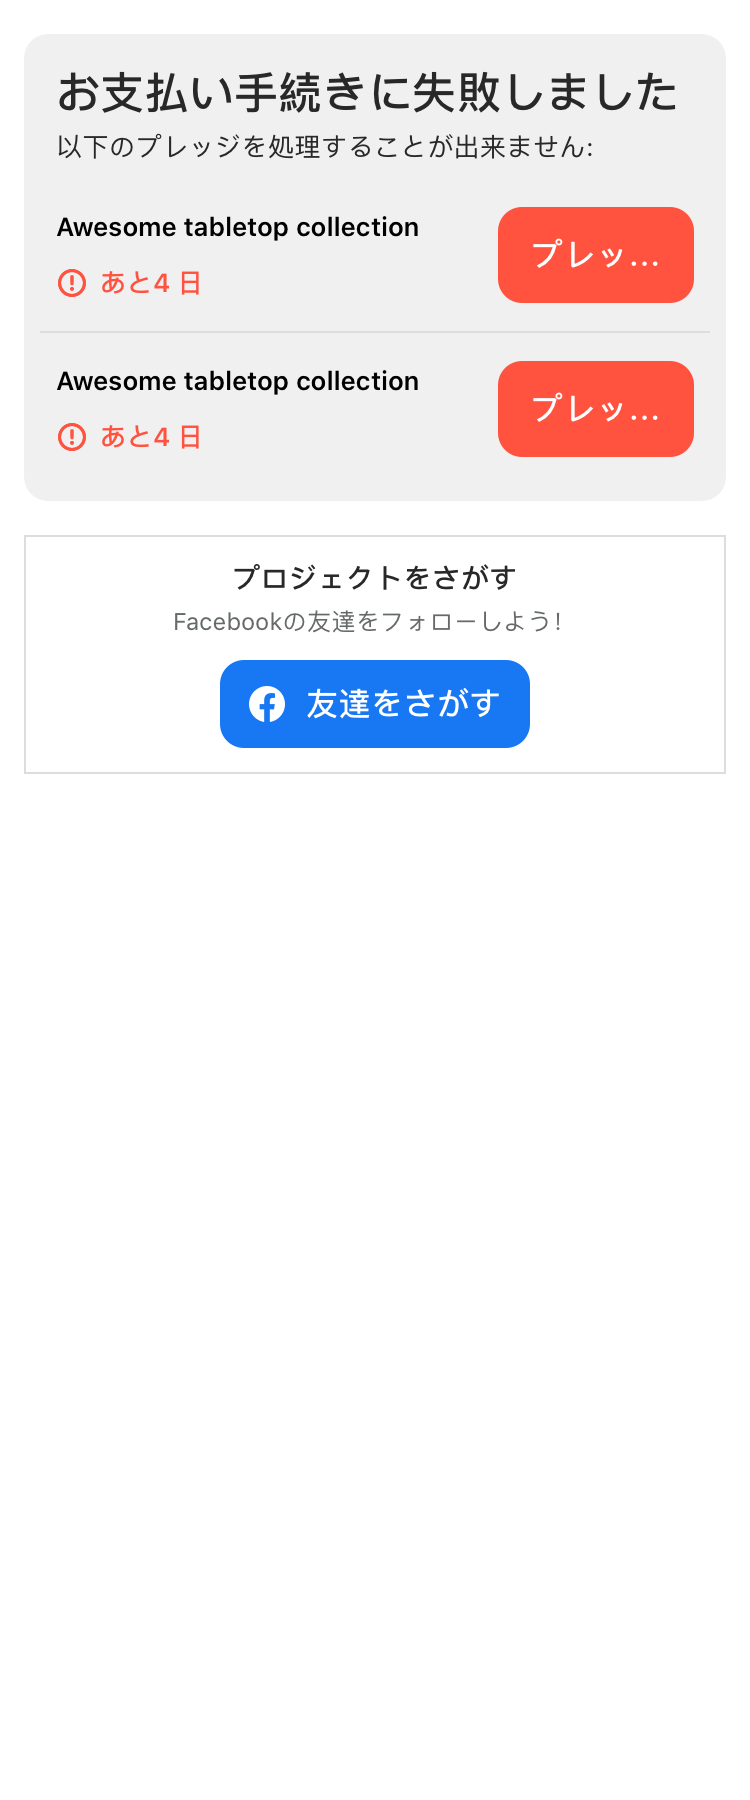 お支払い手続きに失敗しました
以下のプレッジを処理することが出来ません:
Awesome tabletop collection
プレッ...
あと4 日
Awesome tabletop collection
プレッ...
あと4 日
プロジェクトをさがす
Facebookの友達をフォローしよう!
友達をさがす